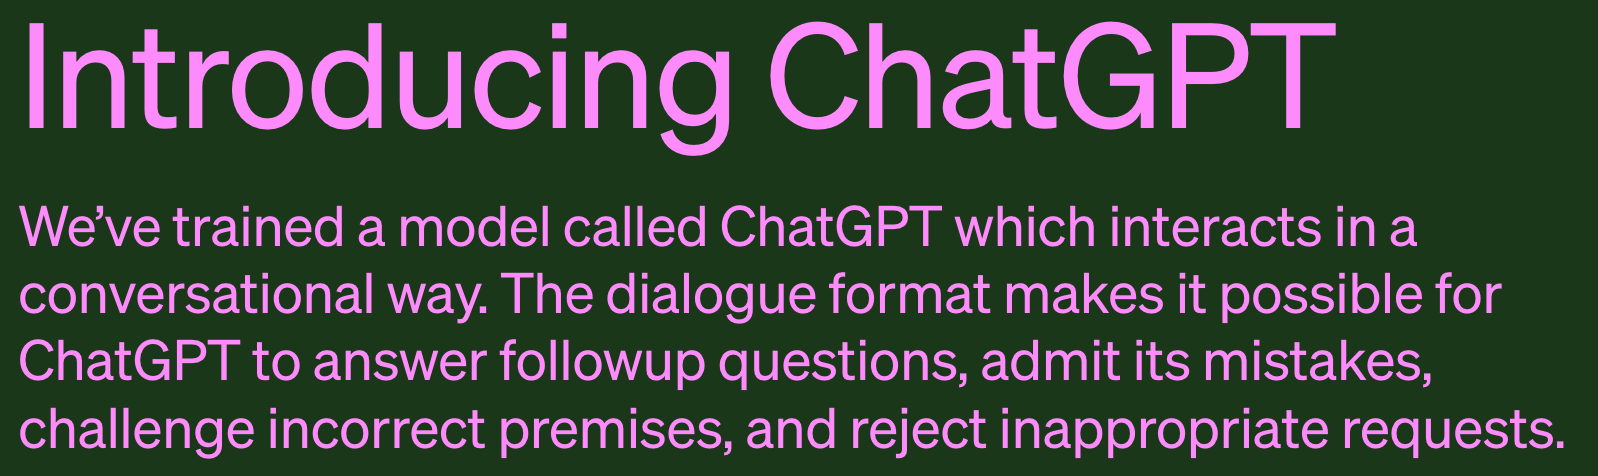 Introducing ChatGPT
We’ve trained a model called ChatGPT which interacts in a
conversational way. The dialogue format makes it possible for
ChatGPT to answer followup questions, admit its mistakes,
challenge incorrect premises, and reject inappropriate requests.